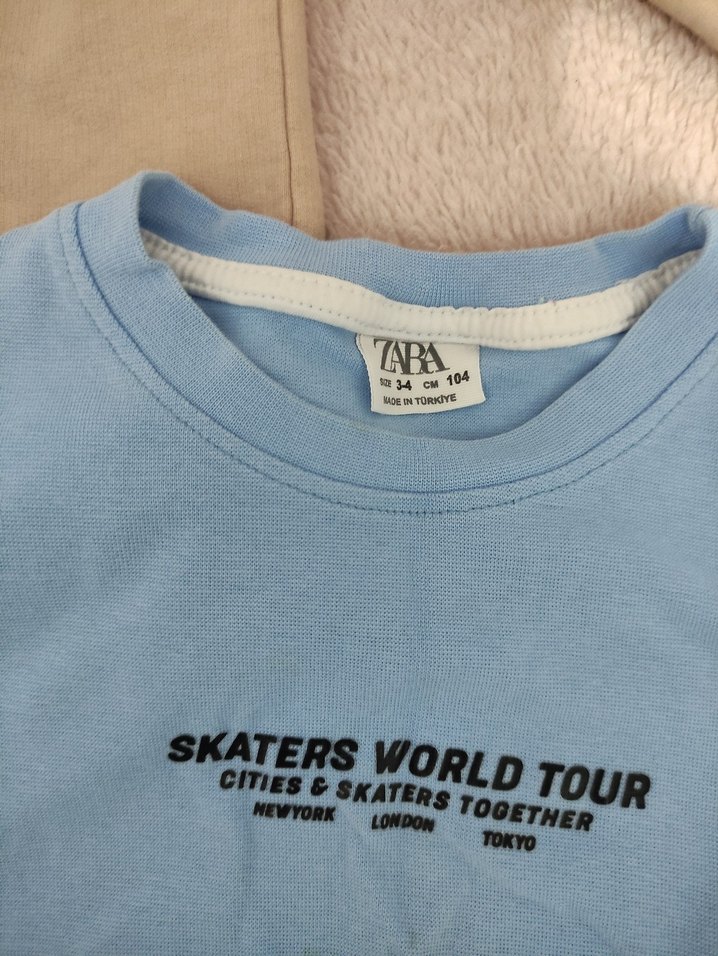 ZARA
SIZE 3-4 CM 104
MADE IN TÜRKİYE
SKATERS WORLD TOUR
CITIES & SKATERS TOGETHER
NEWYORK LONDON TOKYO